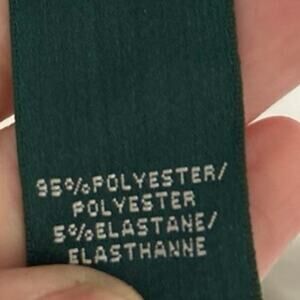 95%POLYESTER/
POLYESTER
5%ELASTANE/
ELASTHANNE